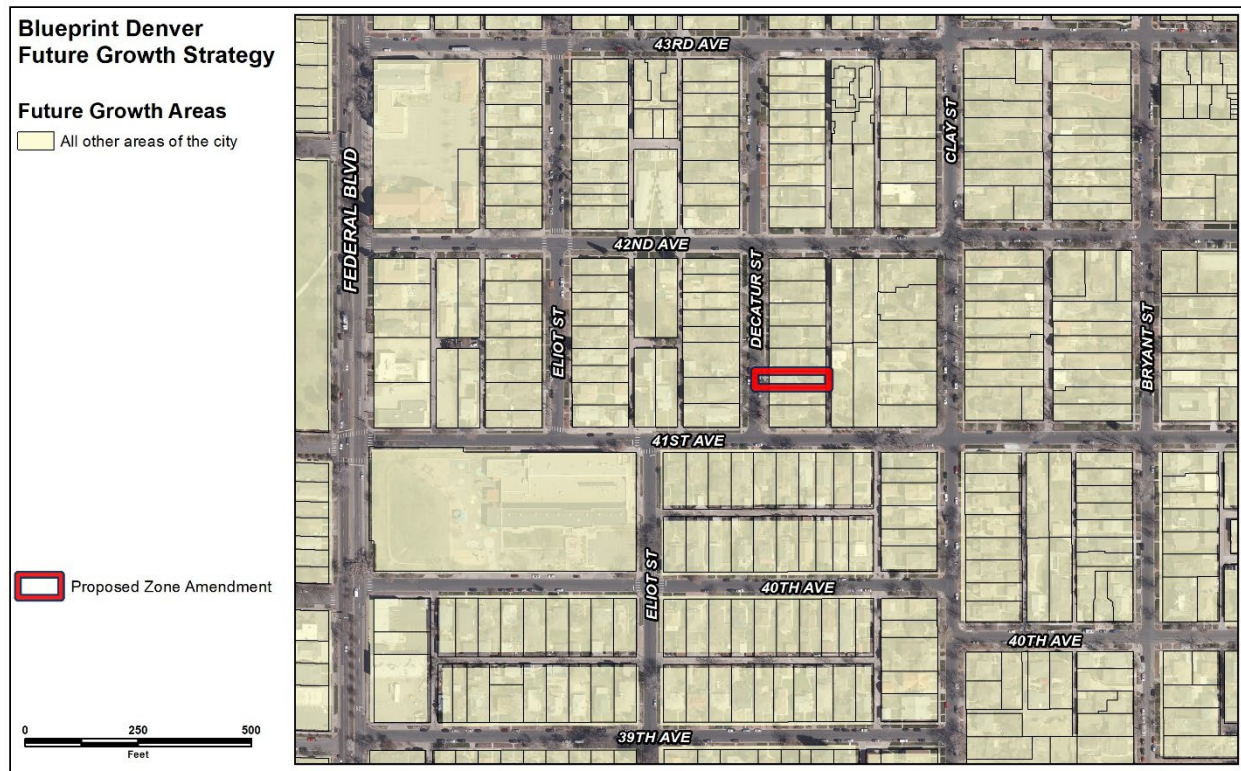 Blueprint Denver
Future Growth Strategy
Future Growth Areas
All other areas of the city
Proposed Zone Amendment
0 250 500
Feet
43RD AVE
CLAY ST
FEDERAL BLVD
42ND AVE
DECATUR ST
ELIOT ST
BRYANT ST
41ST AVE
ELIOT ST
40TH AVE
40TH AVE
39TH AVE